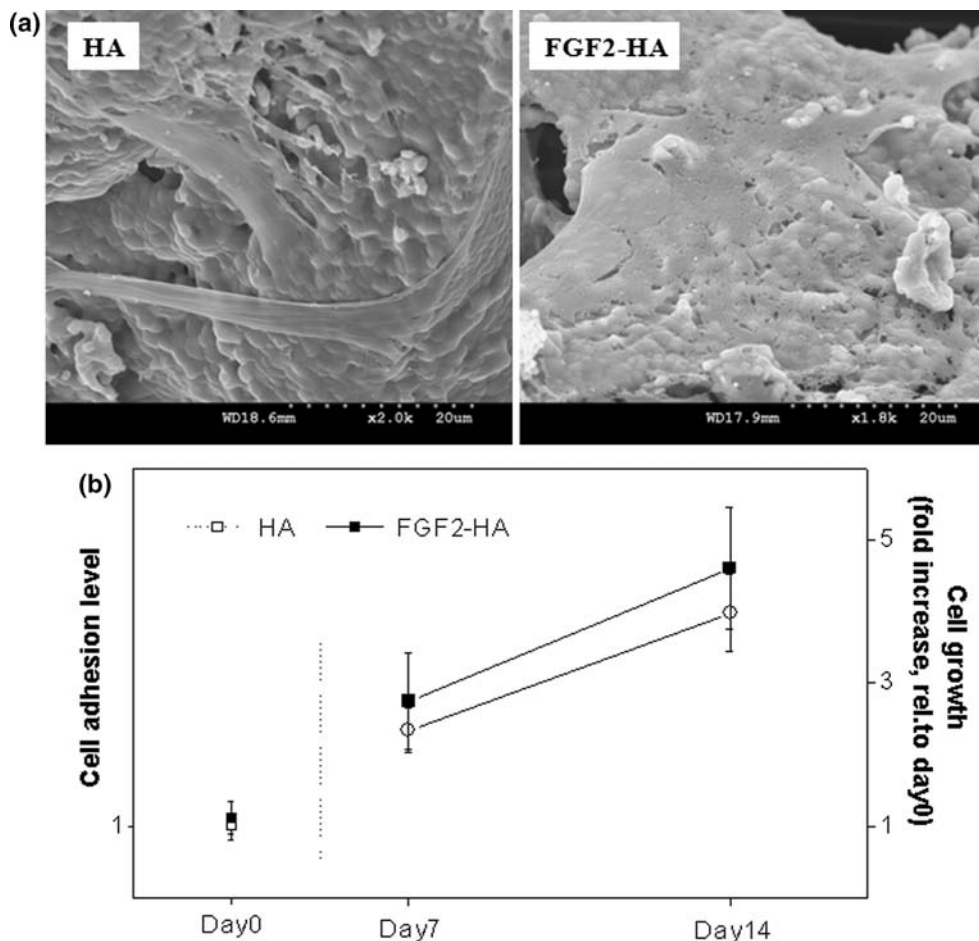 (a)
HA
FGF2-HA
WD18.6mm x2.0k 20um
WD17.9mm x1.8k 20um
(b)
HA FGF2-HA
Cell adhesion level
1
5
3
1
Cell growth
(fold increase, rel.to day0)
Day0 Day7 Day14